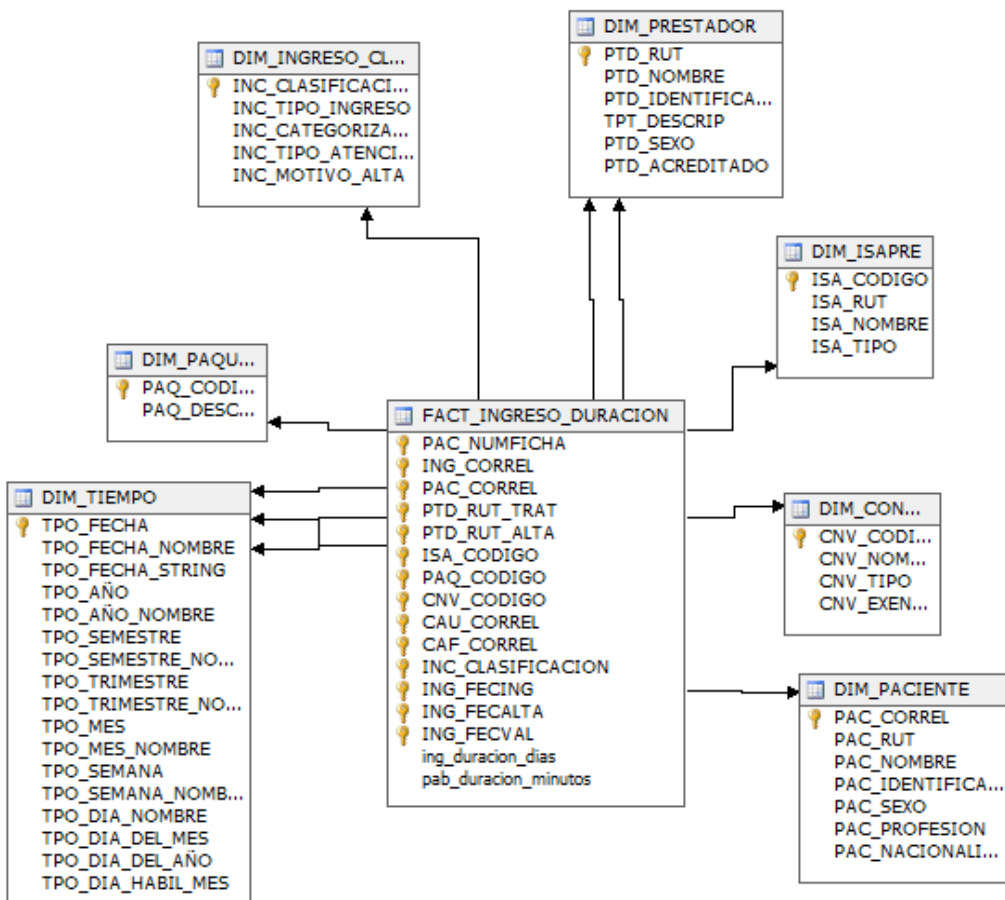 DIM_INGRESO_CL...
INC_CLASIFICACI...
INC_TIPO_INGRESO
INC_CATEGORIZA...
INC_TIPO_ATENCI...
INC_MOTIVO_ALTA
DIM_PRESTADOR
PTD_RUT
PTD_NOMBRE
PTD_IDENTIFICA...
TPT_DESCRIP
PTD_SEXO
PTD_ACREDITADO
DIM_ISAPRE
ISA_CODIGO
ISA_RUT
ISA_NOMBRE
ISA_TIPO
DIM_PAQU...
PAQ_CODI...
PAQ_DESC...
FACT_INGRESO_DURACION
PAC_NUMFICHA
ING_CORREL
PAC_CORREL
PTD_RUT_TRAT
PTD_RUT_ALTA
ISA_CODIGO
PAQ_CODIGO
CNV_CODIGO
CAU_CORREL
CAF_CORREL
INC_CLASIFICACION
ING_FECING
ING_FECALTA
ING_FECVAL
ing_duracion_dias
pab_duracion_minutos
DIM_TIEMPO
TPO_FECHA
TPO_FECHA_NOMBRE
TPO_FECHA_STRING
TPO_AÑO
TPO_AÑO_NOMBRE
TPO_SEMESTRE
TPO_SEMESTRE_NO...
TPO_TRIMESTRE
TPO_TRIMESTRE_NO...
TPO_MES
TPO_MES_NOMBRE
TPO_SEMANA
TPO_SEMANA_NOMB...
TPO_DIA_NOMBRE
TPO_DIA_DEL_MES
TPO_DIA_DEL_AÑO
TPO_DIA_HABIL_MES
DIM_CON...
CNV_CODI...
CNV_NOM...
CNV_TIPO
CNV_EXEN...
DIM_PACIENTE
PAC_CORREL
PAC_RUT
PAC_NOMBRE
PAC_IDENTIFICA...
PAC_SEXO
PAC_PROFESION
PAC_NACIONALI...